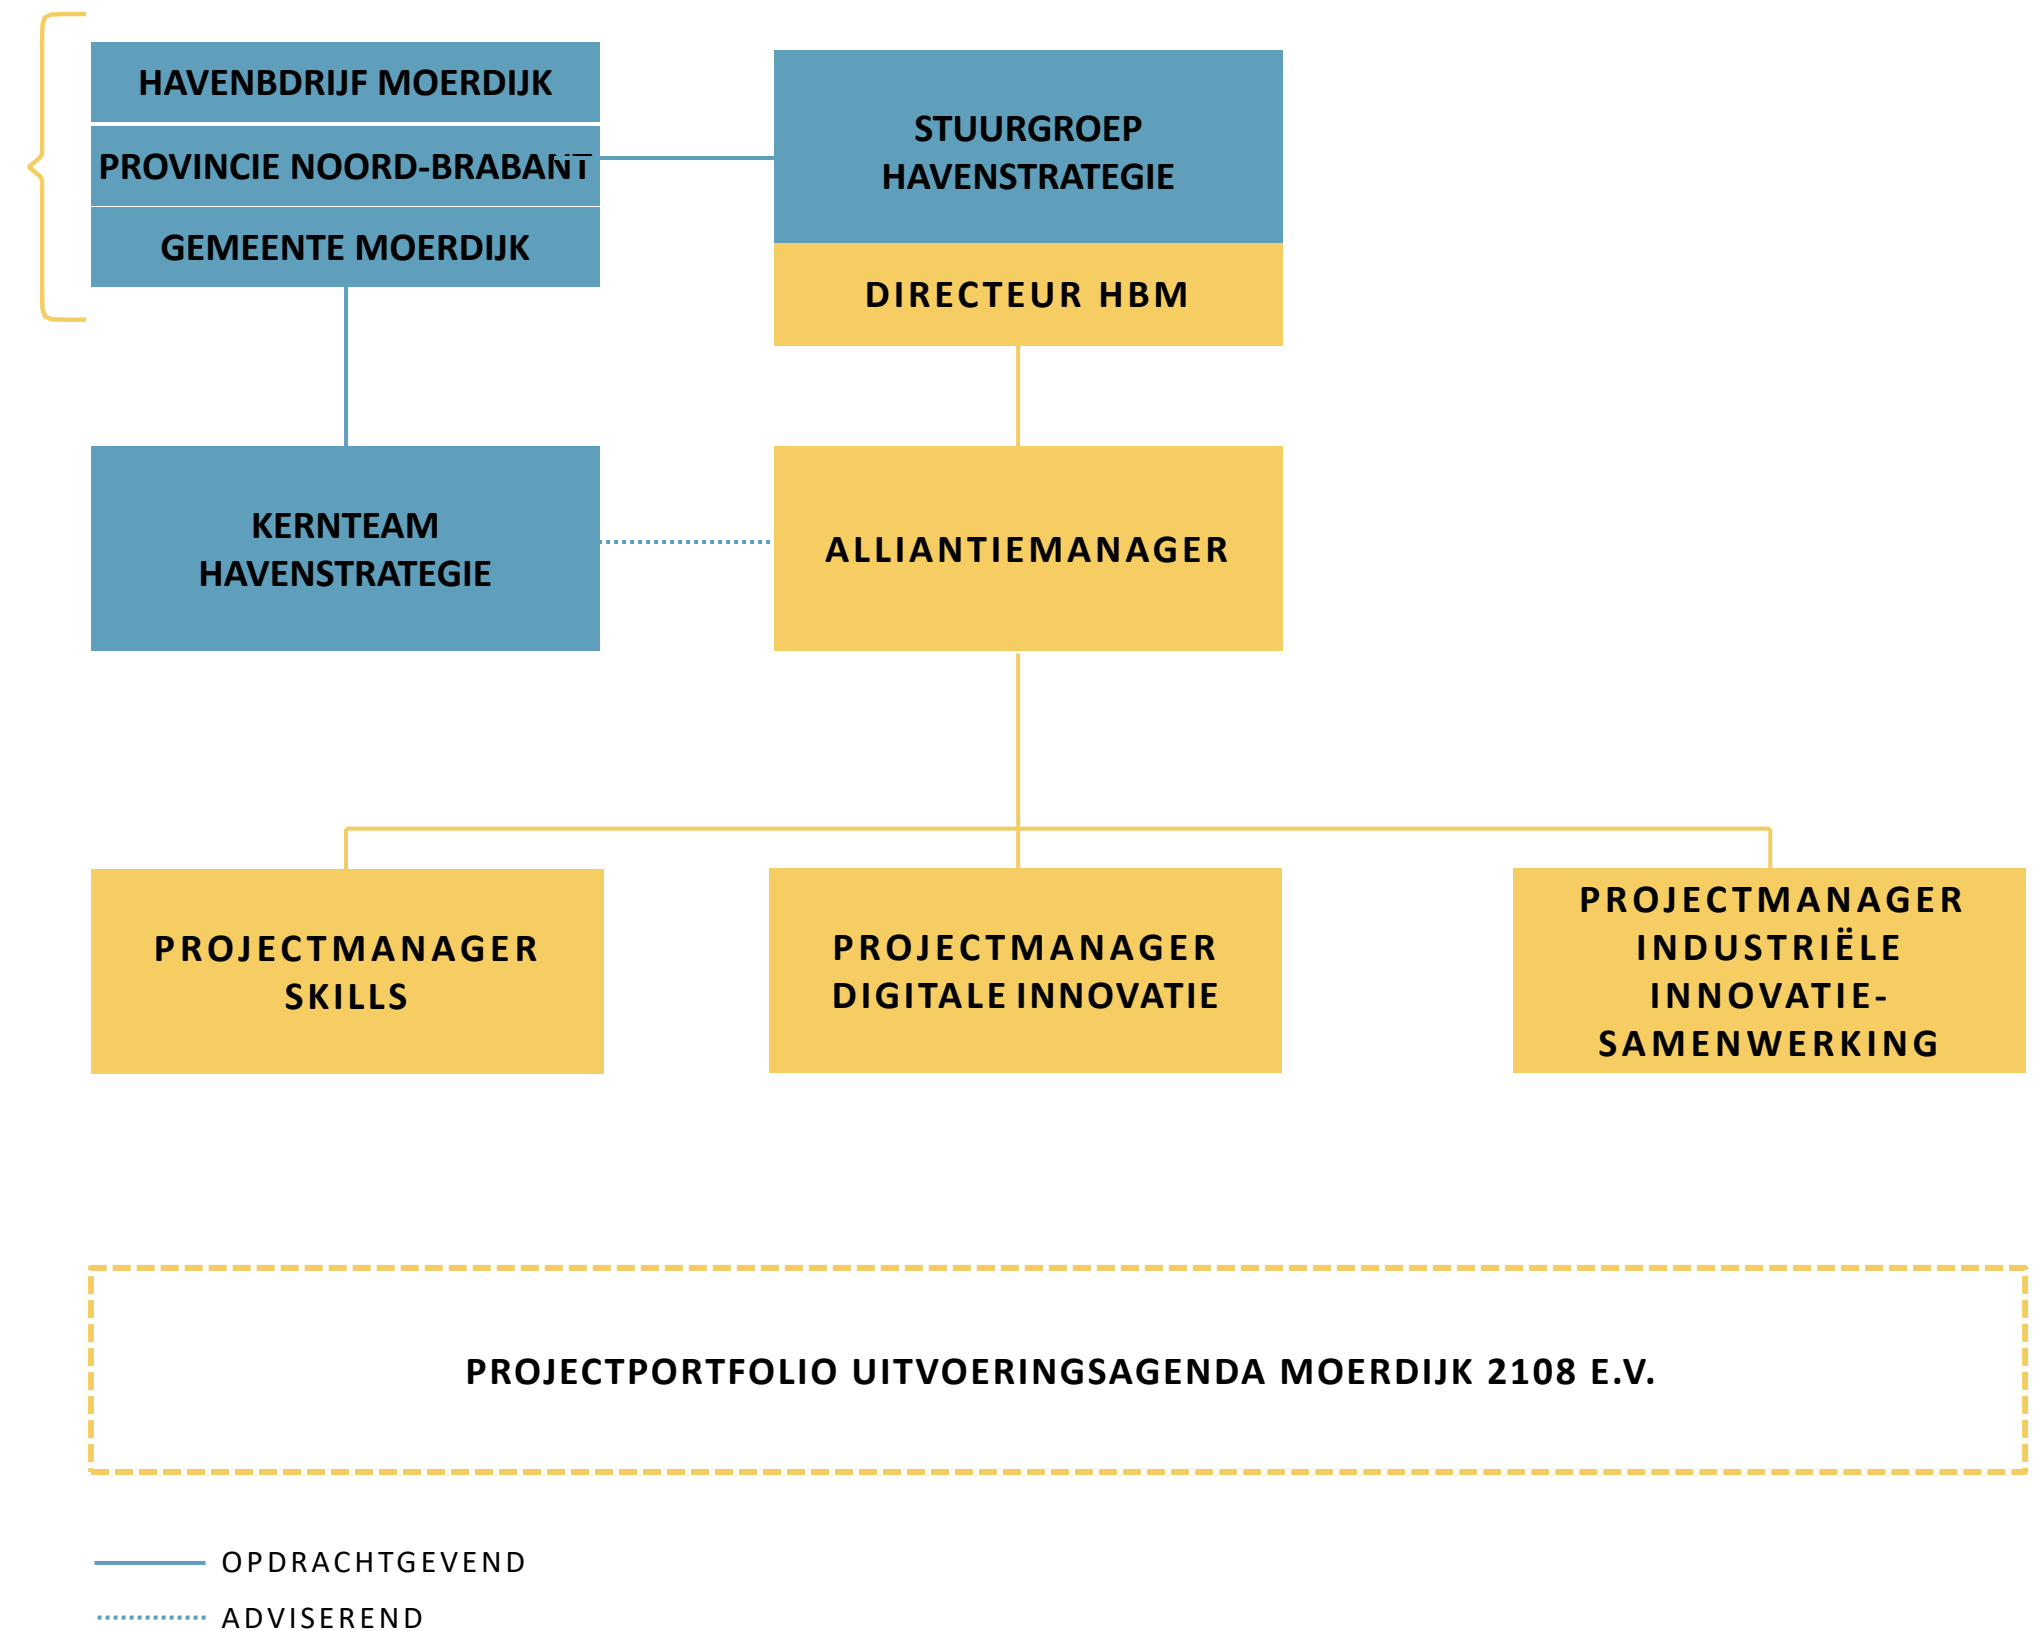 HAVENBDRIJF MOERDIJK
PROVINCIE NOORD-BRABANT
GEMEENTE MOERDIJK
STUURGROEP
HAVENSTRATEGIE
DIRECTEUR HBM
KERNTEAM
HAVENSTRATEGIE
ALLIANTIEMANAGER
PROJECTMANAGER
SKILLS
PROJECTMANAGER
DIGITALE INNOVATIE
PROJECTMANAGER
INDUSTRIËLE
INNOVATIE-
SAMENWERKING
PROJECTPORTFOLIO UITVOERINGSAGENDA MOERDIJK 2108 E.V.
OPDRACHTGEVEND
ADVISEREND